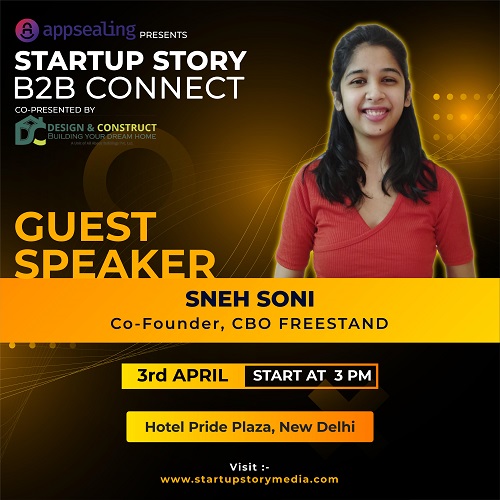 appsealing PRESENTS
STARTUP STORY
B2B CONNECT
CO-PRESENTED BY
DC DESIGN & CONSTRUCT
BUILDING YOUR DREAM HOME
GUEST
SPEAKER
SNEH SONI
Co-Founder, CBO FREESTAND
3rd APRIL START AT 3 PM
Hotel Pride Plaza, New Delhi
Visit :-
www.startupstorymedia.com